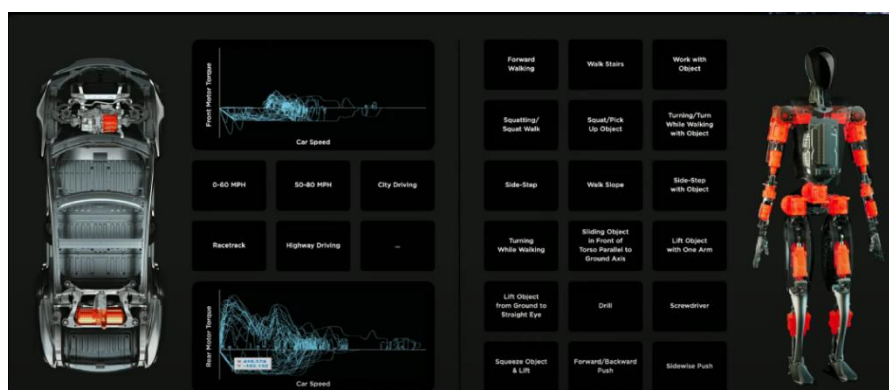 Front Motor Torque
Car Speed
0-60 MPH
50-80 MPH
City Driving
Racetrack
Highway Driving
...
Rear Motor Torque
Car Speed
Forward
Walking
Walk Stairs
Work with
Object
Squetting/
Squat Walk
Squat/Pick
Up Object
Turning/Turn
While Walking
with Object
Side-Step
Walk Slope
Side-Step
with Object
Turning
While Walking
Sliding Object
in Front of
Torso Parallel to
Ground Axis
Lift Object
with One Arm
Lift Object
from Ground to
Straight Eye
Drill
Screwdriver
Squeeze Object
& Lift
Forward/Backward
Push
Sidewise Push